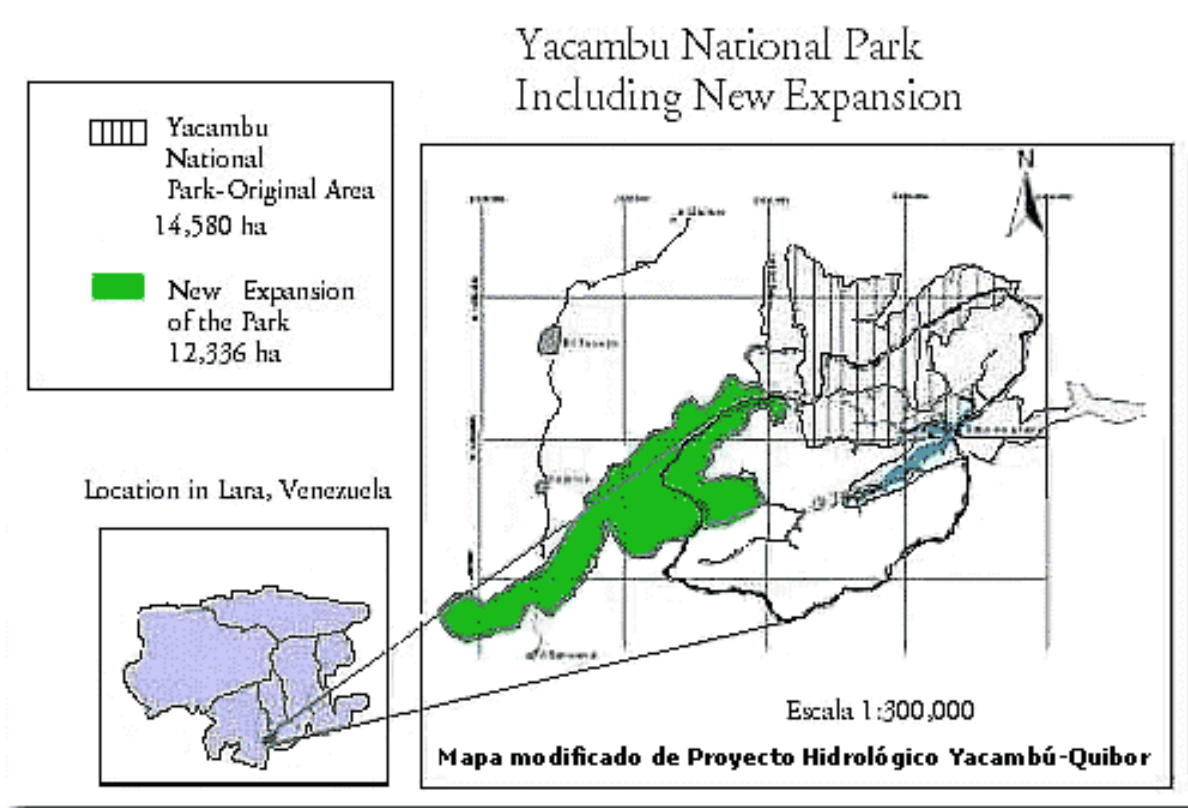 Yacambu National Park
Including New Expansion
Yacambu
National
Park-Original Area
14,580 ha
New Expansion
of the Park
12,336 ha
Location in Lara, Venezuela
N
Escala 1:300,000
Mapa modificado de Proyecto Hidrológico Yacambú-Quibor